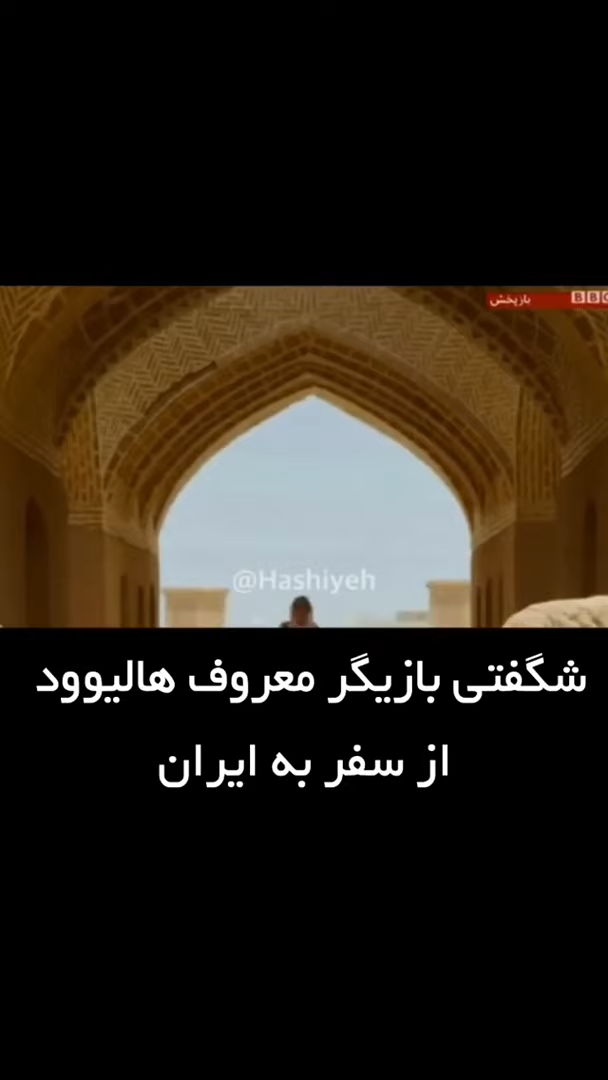 بازپخش BBC
@Hashiyeh
شگفتی بازیگر معروف هالیوود
از سفر به ایران